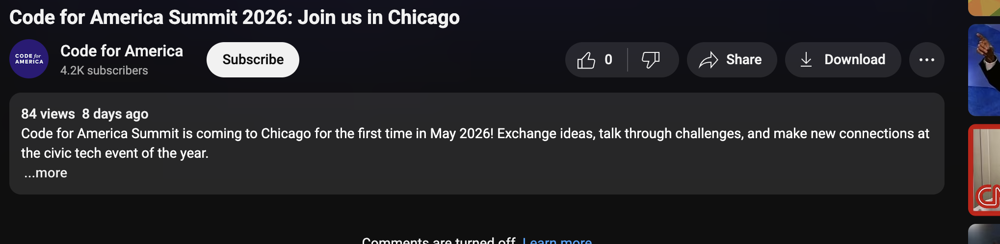 Code for America Summit 2026: Join us in Chicago
CODE for
AMERICA
Code for America
4.2K subscribers
Subscribe
0
Share
Download
84 views 8 days ago
Code for America Summit is coming to Chicago for the first time in May 2026! Exchange ideas, talk through challenges, and make new connections at
the civic tech event of the year.
...more
Comments are turned off. Learn more